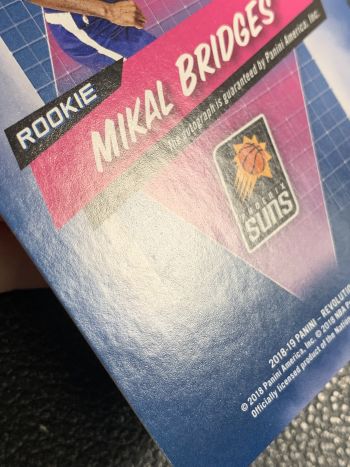 ROOKIE
MIKAL BRIDGES
The autograph is guaranteed by Panini America, Inc.
PHOENIX
SUNS
2018-19 PANINI – REVOLUTION
© 2018 Panini America, Inc. © 2018 NBA
Officially licensed product of the